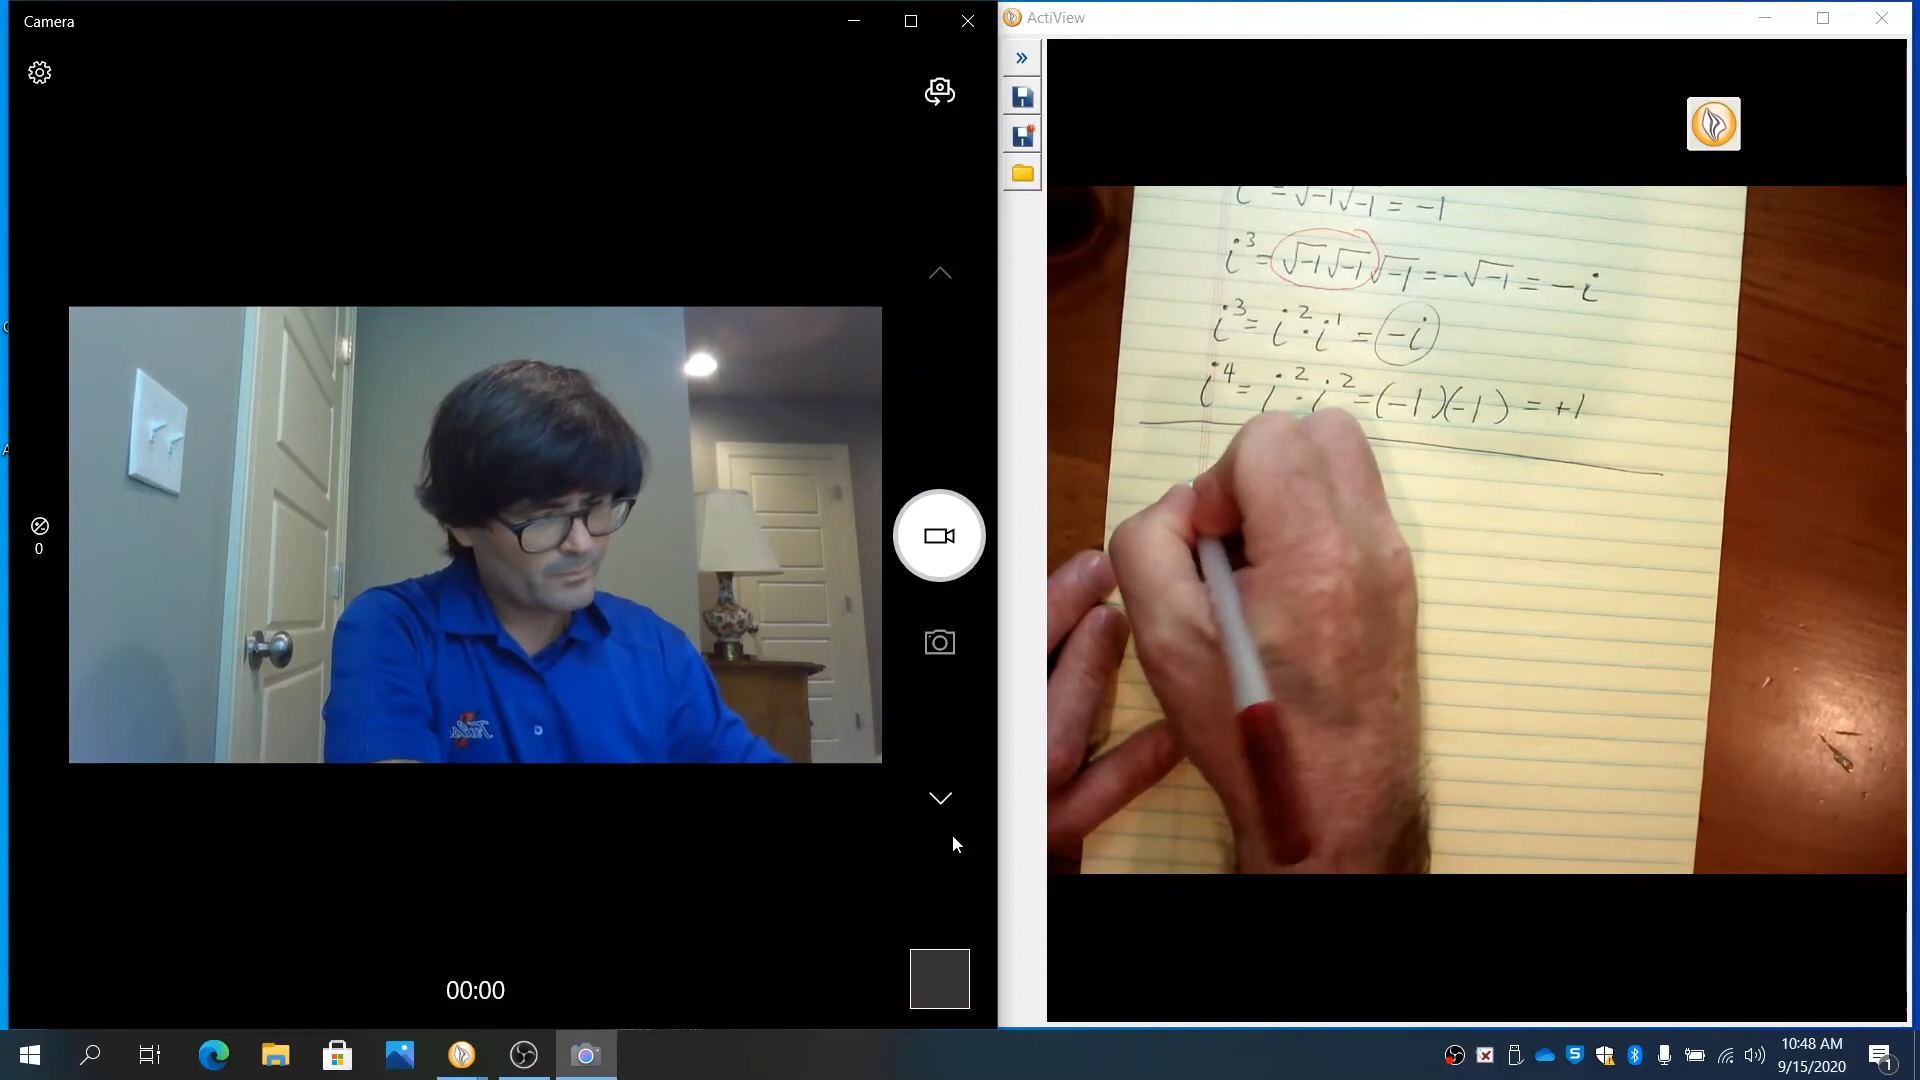 Camera
ActiView
0
i = √-1√-1 = -1
i³ = √-1√-1√-1 = -√-1 = -i
i³ = i² · i¹ = -i
i⁴ = i² · i² = (-1)(-1) = +1
00:00
10:48 AM
9/15/2020
1